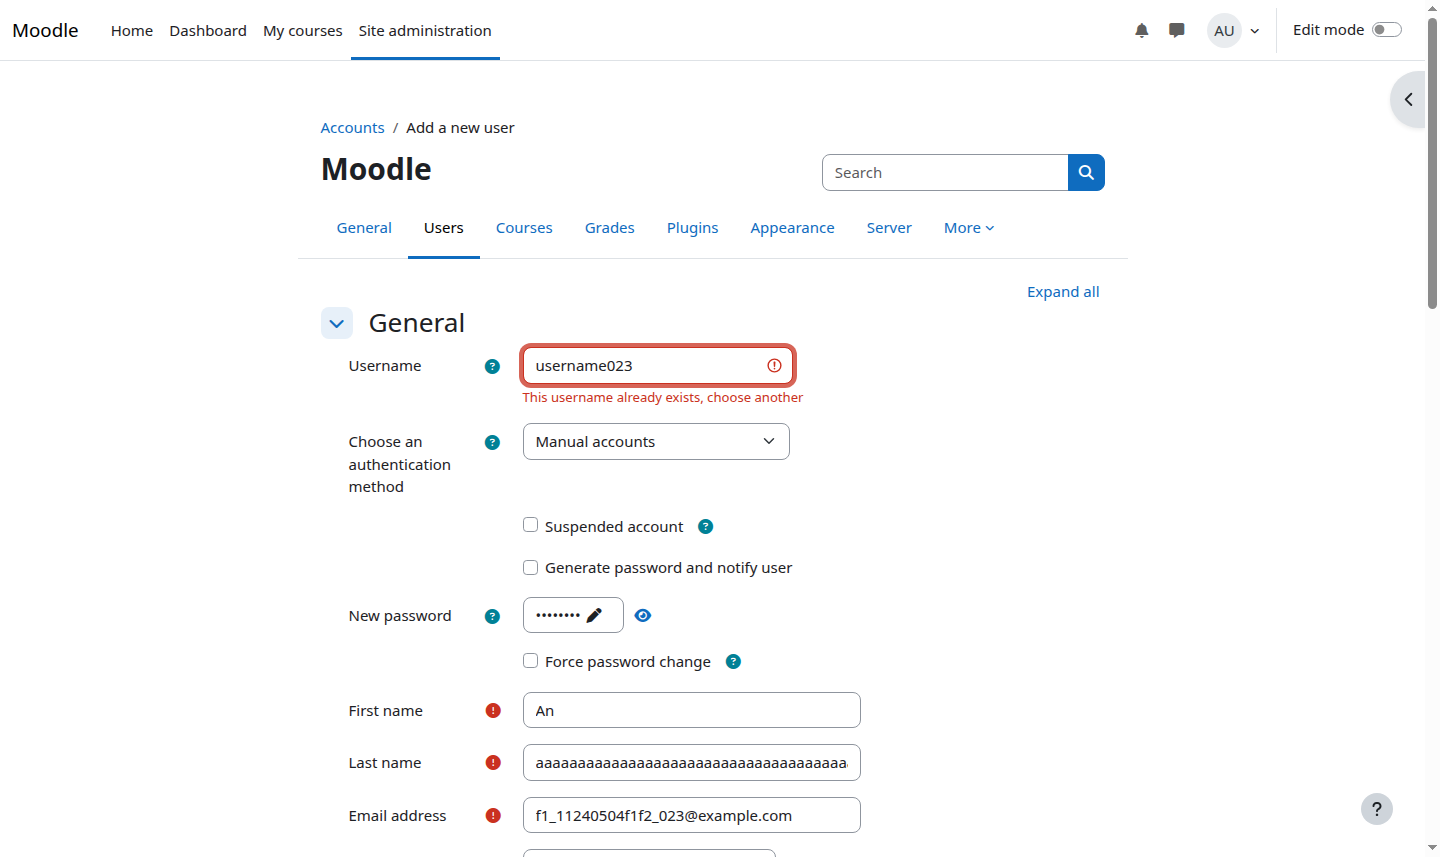 Moodle
Home
Dashboard
My courses
Site administration
AU
Edit mode
Accounts / Add a new user
Moodle
Search
General
Users
Courses
Grades
Plugins
Appearance
Server
More
Expand all
General
Username
username023
This username already exists, choose another
Choose an
authentication
method
Manual accounts
Suspended account
Generate password and notify user
New password
••••••••
Force password change
First name
An
Last name
Email address
f1_11240504f1f2_023@example.com